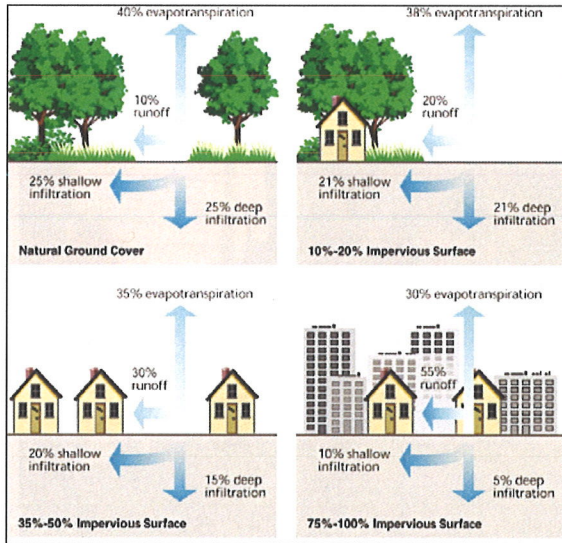 40% evapotranspiration
10%
runoff
25% shallow
infiltration
25% deep
infiltration
Natural Ground Cover
38% evapotranspiration
20%
runoff
21% shallow
infiltration
21% deep
infiltration
10%-20% Impervious Surface
35% evapotranspiration
30%
runoff
20% shallow
infiltration
15% deep
infiltration
35%-50% Impervious Surface
30% evapotranspiration
55%
runoff
10% shallow
infiltration
5% deep
infiltration
75%-100% Impervious Surface